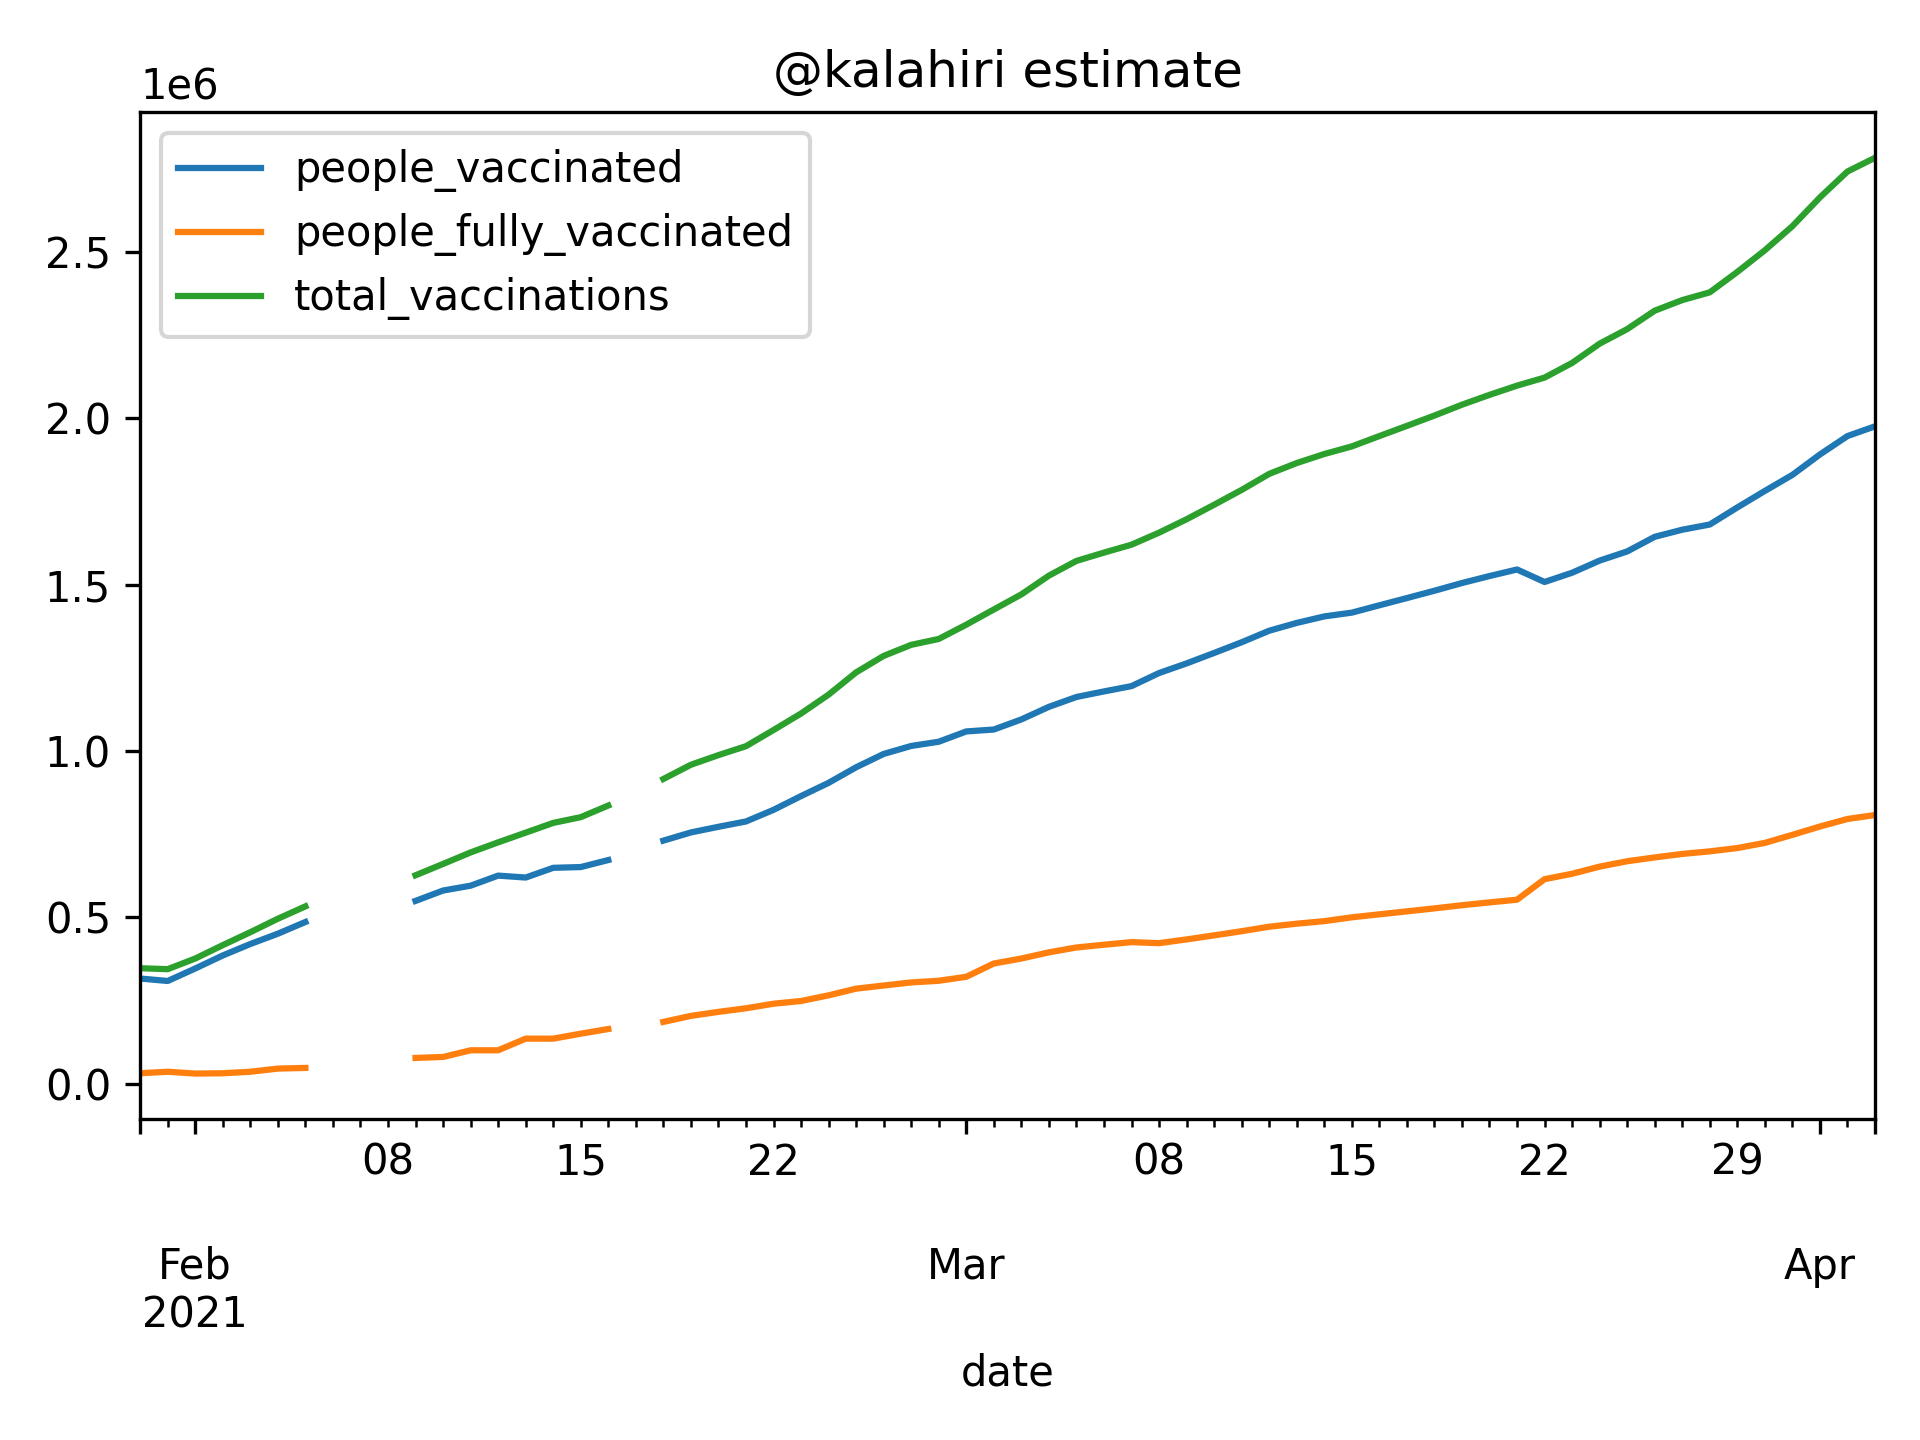 @kalahiri estimate
1e6
people_vaccinated
people_fully_vaccinated
total_vaccinations
2.5
2.0
1.5
1.0
0.5
0.0
08 15 22 08 15 22 29
Feb Mar Apr
2021
date